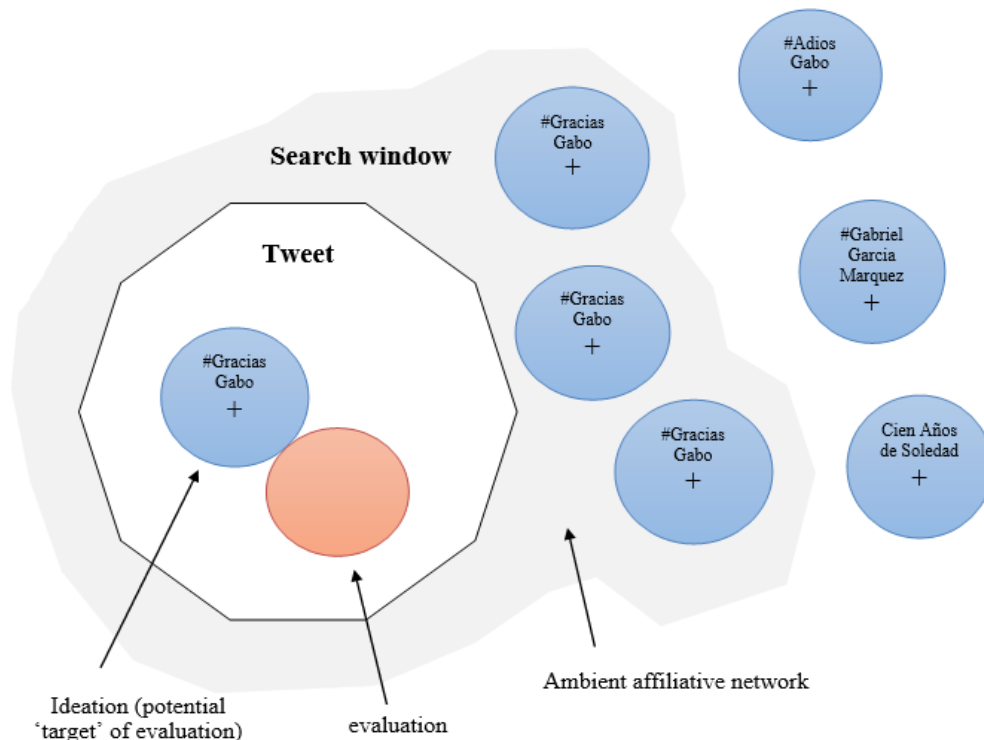 #Adios
Gabo
+
#Gracias
Gabo
+
Search window
#Gabriel
Garcia
Marquez
+
Tweet
#Gracias
Gabo
+
#Gracias
Gabo
+
#Gracias
Gabo
+
Cien Años
de Soledad
+
Ideation (potential
‘target’ of evaluation)
evaluation
Ambient affiliative network